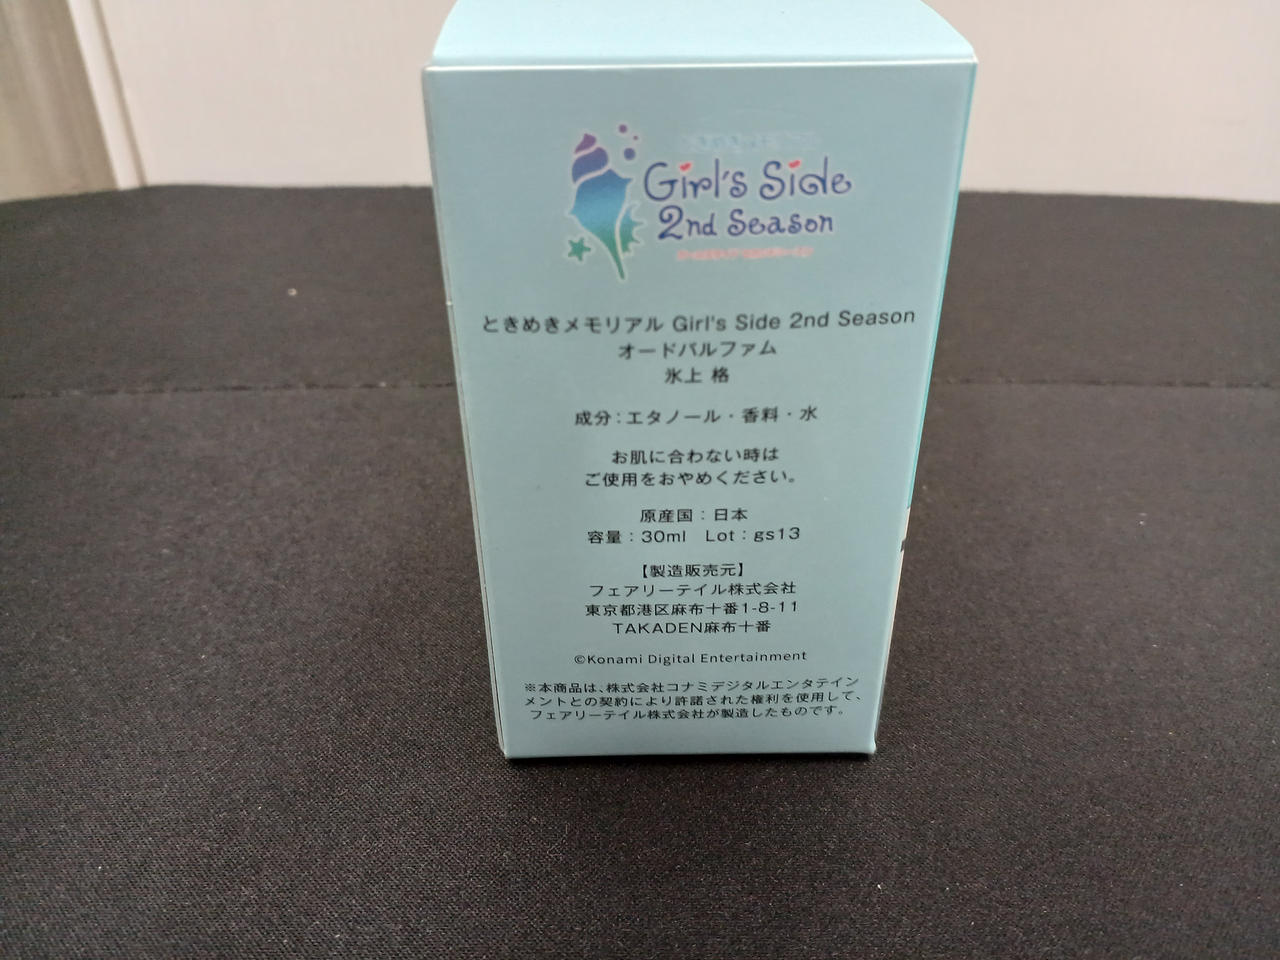 Girl's Side
2nd Season
ときめきメモリアル Girl's Side 2nd Season
オードパルファム
氷上 格
成分：エタノール・香料・水
お肌に合わない時は
ご使用をおやめください。
原産国：日本
容量：30ml Lot：gs13
【製造販売元】
フェアリーテイル株式会社
東京都港区麻布十番1-8-11
TAKADEN麻布十番
©Konami Digital Entertainment
※本商品は、株式会社コナミデジタルエンタテイン
メントとの契約により許諾された権利を使用して、
フェアリーテイル株式会社が製造したものです。